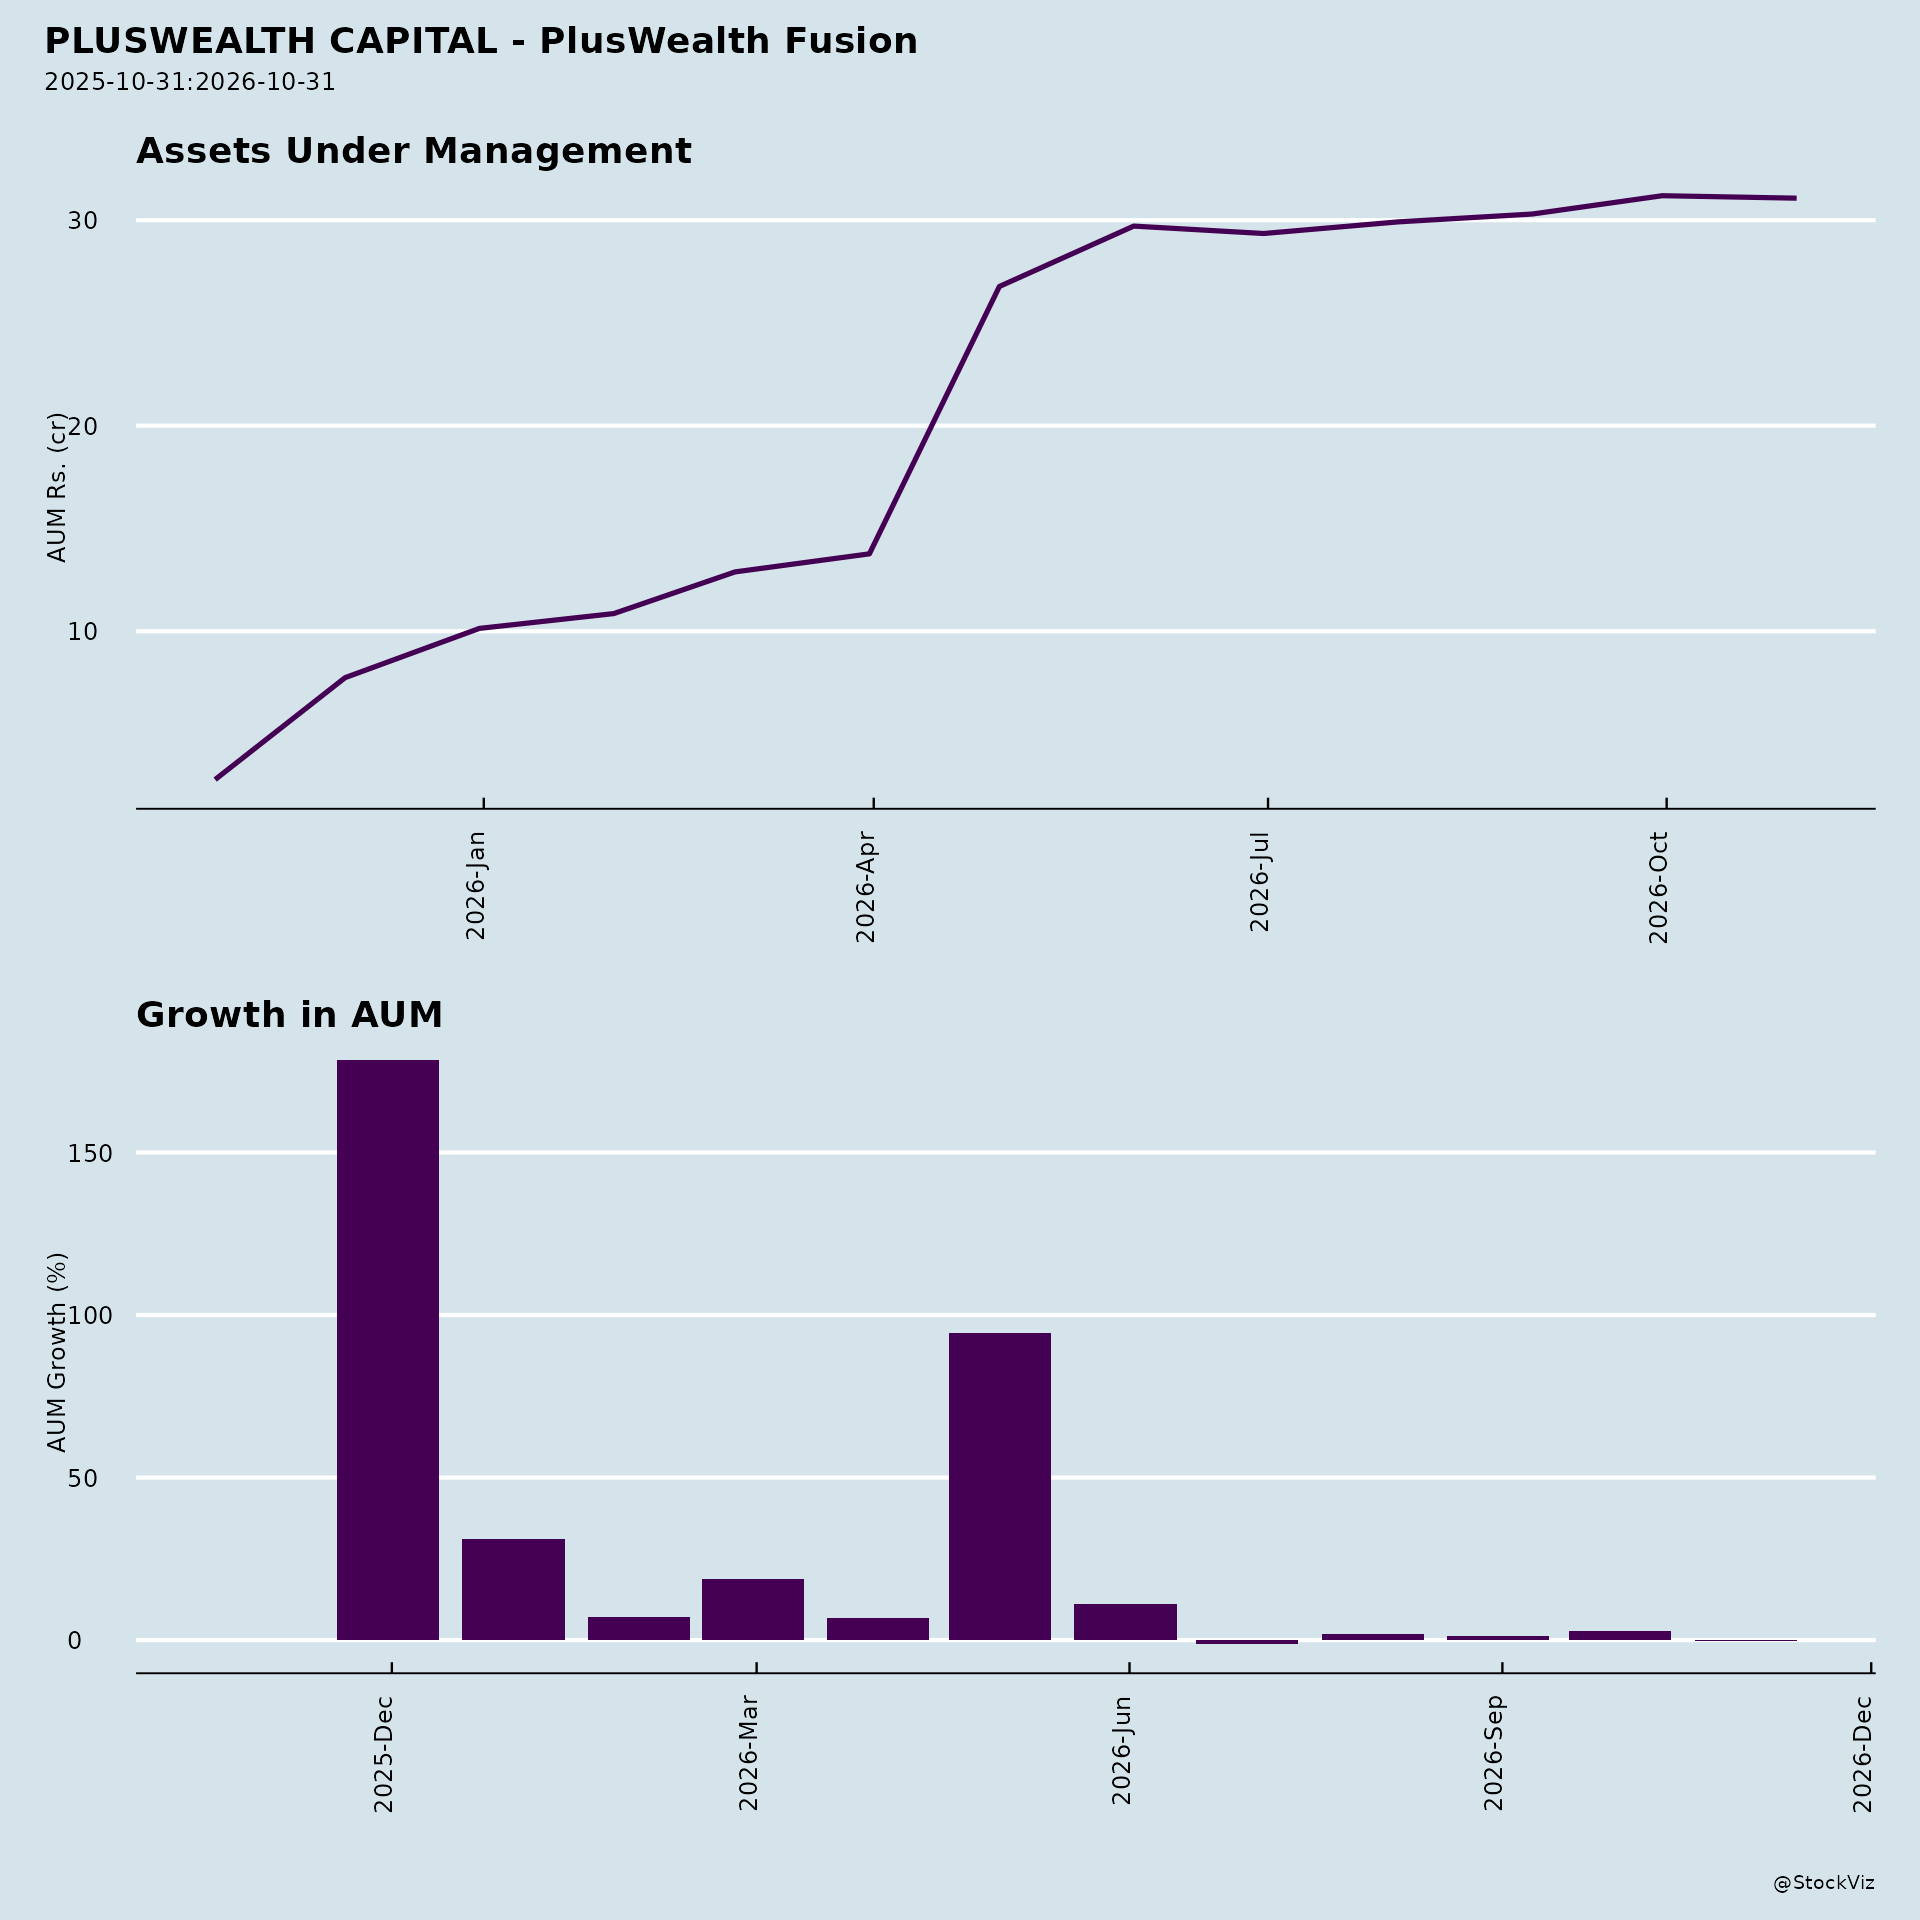 PLUSWEALTH CAPITAL - PlusWealth Fusion
2025-10-31:2026-10-31
Assets Under Management
AUM Rs. (cr)
30
20
10
2026-Jan
2026-Apr
2026-Jul
2026-Oct
Growth in AUM
AUM Growth (%)
150
100
50
0
2025-Dec
2026-Mar
2026-Jun
2026-Sep
2026-Dec
@StockViz